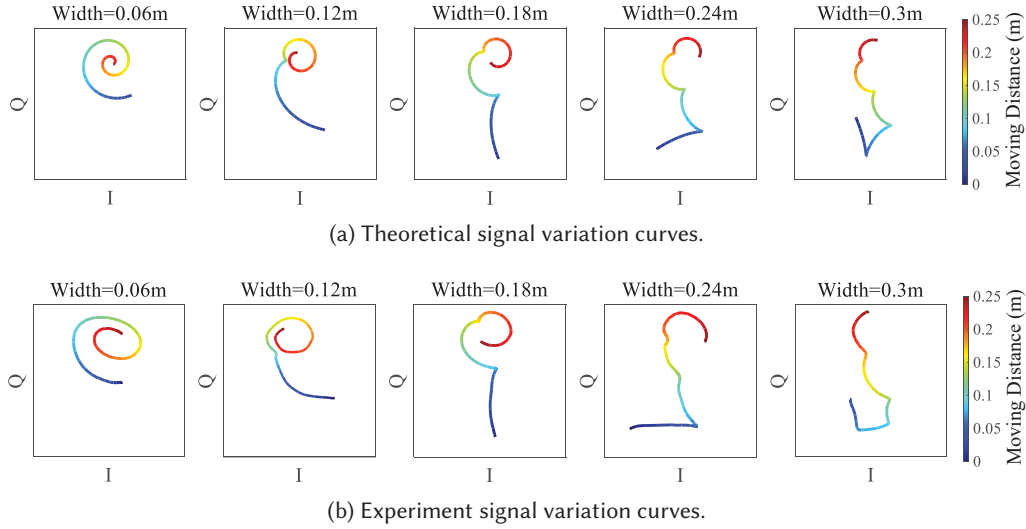 Width=0.06m Width=0.12m Width=0.18m Width=0.24m Width=0.3m
Q Q Q Q Q
I I I I I
0.25
0.2
0.15
0.1
0.05
0
Moving Distance (m)
(a) Theoretical signal variation curves.
Width=0.06m Width=0.12m Width=0.18m Width=0.24m Width=0.3m
Q Q Q Q Q
I I I I I
0.25
0.2
0.15
0.1
0.05
0
Moving Distance (m)
(b) Experiment signal variation curves.